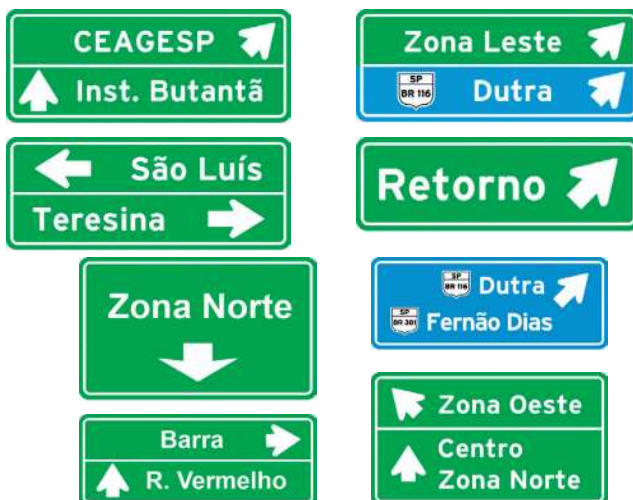 CEAGESP
Inst. Butantã
Zona Leste
SP
BR 116
Dutra
São Luís
Teresina
Retorno
Zona Norte
SP
BR 116
Dutra
SP
BR 381
Fernão Dias
Barra
R. Vermelho
Zona Oeste
Centro
Zona Norte